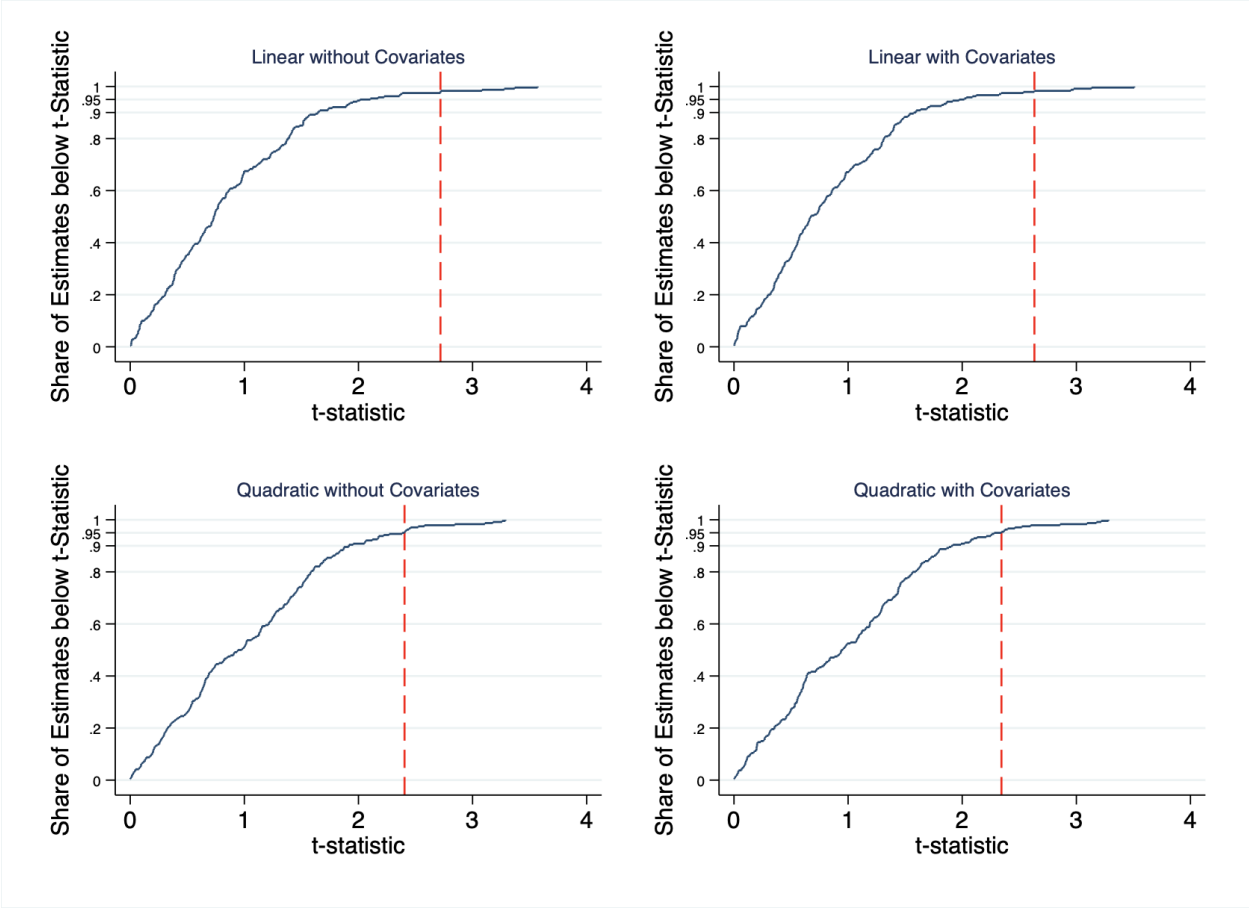 Linear without Covariates
Share of Estimates below t-Statistic
1
.95
.9
.8
.6
.4
.2
0
0 1 2 3 4
t-statistic
Linear with Covariates
Share of Estimates below t-Statistic
1
.95
.9
.8
.6
.4
.2
0
0 1 2 3 4
t-statistic
Quadratic without Covariates
Share of Estimates below t-Statistic
1
.95
.9
.8
.6
.4
.2
0
0 1 2 3 4
t-statistic
Quadratic with Covariates
Share of Estimates below t-Statistic
1
.95
.9
.8
.6
.4
.2
0
0 1 2 3 4
t-statistic